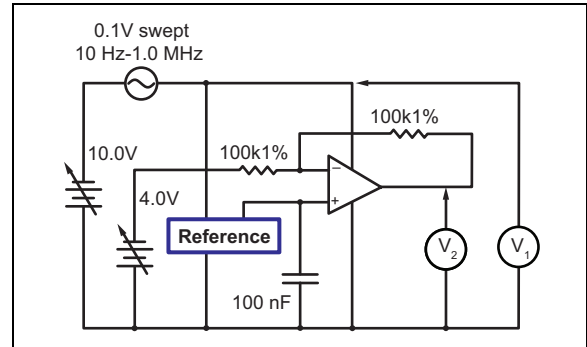 0.1V swept
10 Hz-1.0 MHz
10.0V
4.0V
100k1%
100k1%
−
+
Reference
100 nF
V2
V1